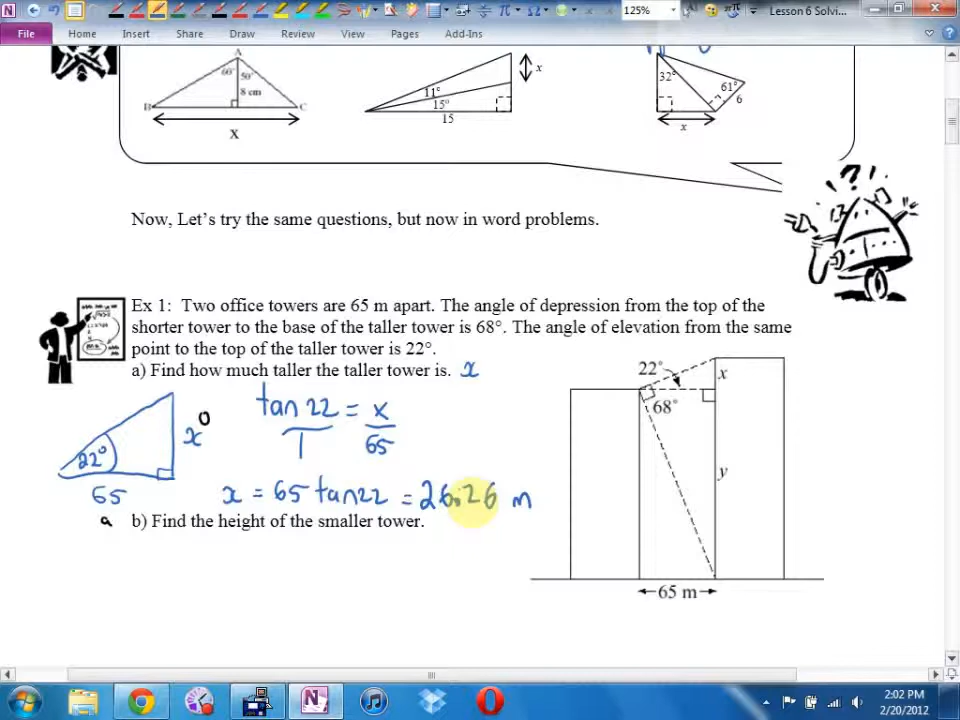 125%
Lesson 6 Solvi...
File Home Insert Share Draw Review View Pages Add-Ins
A
60° 50°
8 cm
B C
X
11°
15°
15
x
32°
61°
6
x
Now, Let's try the same questions, but now in word problems.
Ex 1: Two office towers are 65 m apart. The angle of depression from the top of the
shorter tower to the base of the taller tower is 68°. The angle of elevation from the same
point to the top of the taller tower is 22°.
a) Find how much taller the taller tower is. x
22°
x
68°
y
65 m
22°
x
o
65
a
tan 22 = x
1 65
x = 65 tan22 = 26.26 m
b) Find the height of the smaller tower.
2:02 PM
2/20/2012